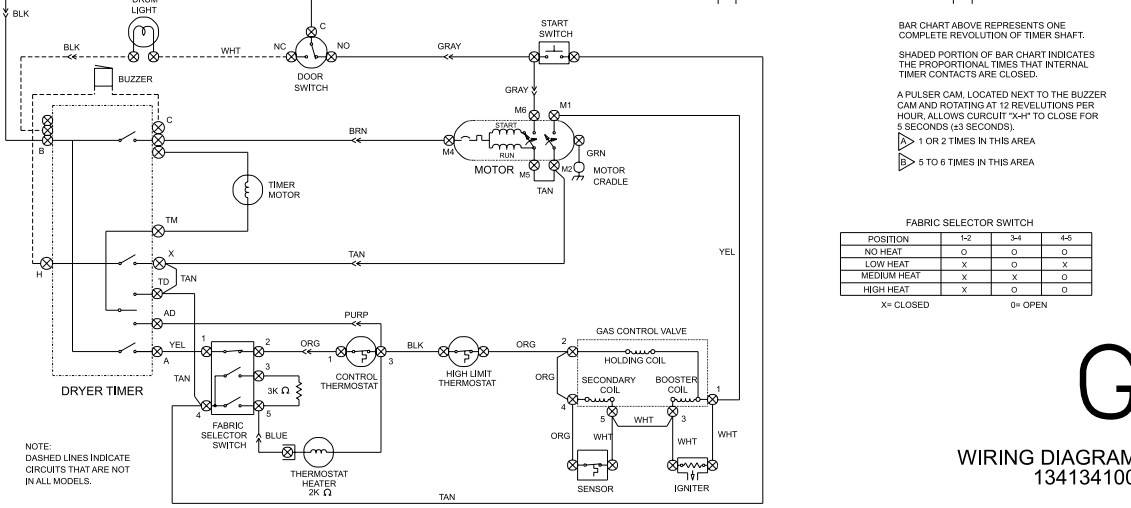 BLK
DRUM
LIGHT
BLK
WHT
BUZZER
C
NC
NO
DOOR
SWITCH
GRAY
START
SWITCH
GRAY
M6
M1
START
RUN
M4
M5
M2
MOTOR
TAN
GRN
MOTOR
CRADLE
C
B
BRN
TIMER
MOTOR
TM
H
X
TAN
TAN
TD
AD
PURP
YEL
YEL
A
DRYER TIMER
TAN
1
2
3
4
5
ORG
3K Ω
FABRIC
SELECTOR
SWITCH
1
3
CONTROL
THERMOSTAT
BLK
HIGH LIMIT
THERMOSTAT
ORG
BLUE
THERMOSTAT
HEATER
2K Ω
GAS CONTROL VALVE
2
HOLDING COIL
ORG
SECONDARY
COIL
BOOSTER
COIL
1
4
5
WHT
3
ORG
WHT
WHT
WHT
SENSOR
IGNITER
TAN
NOTE:
DASHED LINES INDICATE
CIRCUITS THAT ARE NOT
IN ALL MODELS.
BAR CHART ABOVE REPRESENTS ONE
COMPLETE REVOLUTION OF TIMER SHAFT.
SHADED PORTION OF BAR CHART INDICATES
THE PROPORTIONAL TIMES THAT INTERNAL
TIMER CONTACTS ARE CLOSED.
A PULSER CAM, LOCATED NEXT TO THE BUZZER
CAM AND ROTATING AT 12 REVELUTIONS PER
HOUR, ALLOWS CURCUIT "X-H" TO CLOSE FOR
5 SECONDS (±3 SECONDS).
A 1 OR 2 TIMES IN THIS AREA
B 5 TO 6 TIMES IN THIS AREA
FABRIC SELECTOR SWITCH
POSITION 1-2 3-4 4-5
NO HEAT O O O
LOW HEAT X O X
MEDIUM HEAT X X O
HIGH HEAT X O O
X= CLOSED 0= OPEN
G
WIRING DIAGRAM
134134100